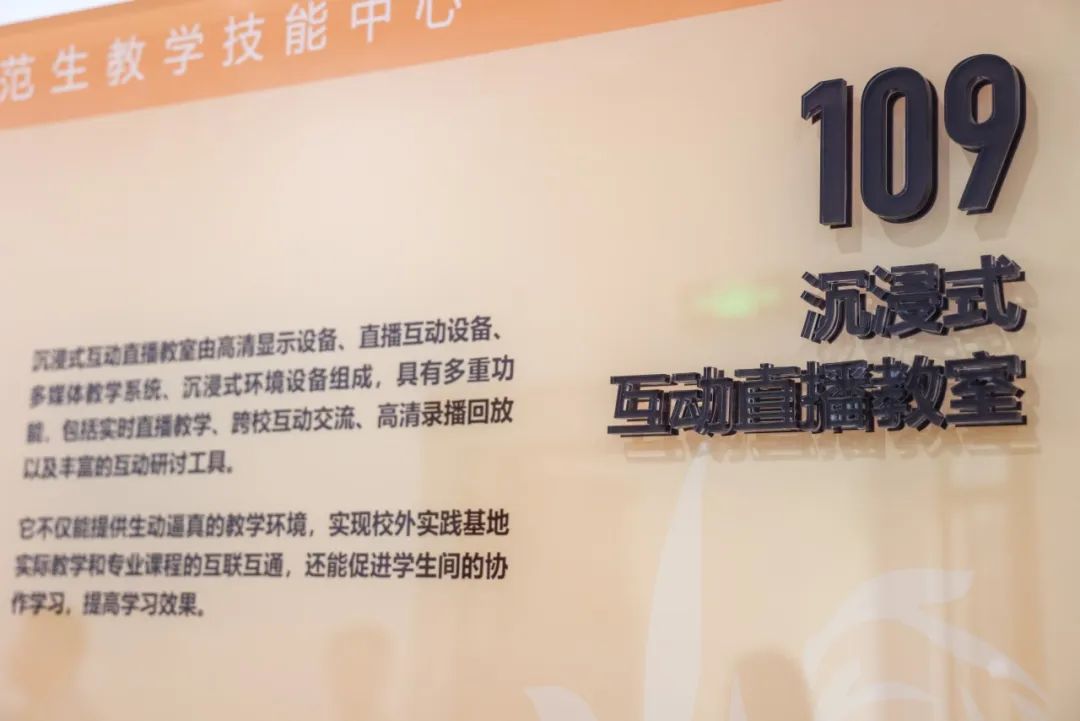 范生教学技能中心
109
沉浸式
互动直播教室
沉浸式互动直播教室由高清显示设备、直播互动设备、
多媒体教学系统、沉浸式环境设备组成，具有多重功
能，包括实时直播教学、跨校互动交流、高清录播回放
以及丰富的互动研讨工具。
它不仅能提供生动逼真的教学环境，实现校外实践基地
实际教学和专业课程的互联互通，还能促进学生间的协
作学习，提高学习效果。